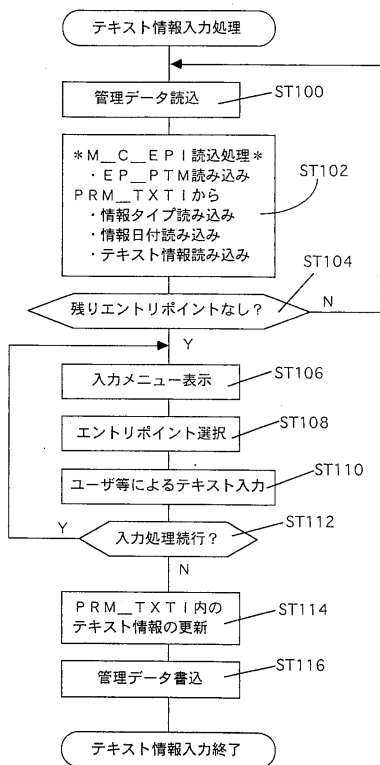 テキスト情報入力処理
管理データ読込
ST100
＊M＿C＿EPI読込処理＊
・EP＿PTM読み込み
PRM＿TXTIから
・情報タイプ読み込み
・情報日付読み込み
・テキスト情報読み込み
ST102
ST104
残りエントリポイントなし？
N
Y
入力メニュー表示
ST106
エントリポイント選択
ST108
ユーザ等によるテキスト入力
ST110
Y
入力処理続行？
ST112
N
PRM＿TXTI内の
テキスト情報の更新
ST114
管理データ書込
ST116
テキスト情報入力終了